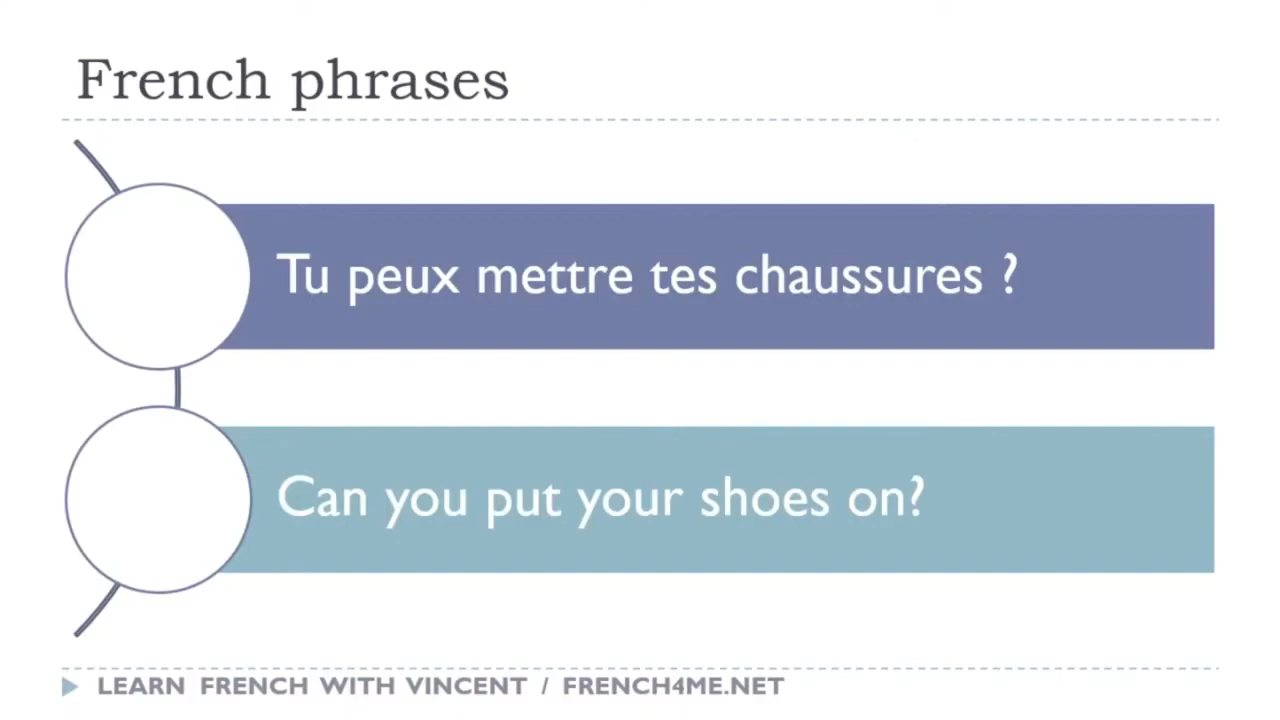 French phrases
Tu peux mettre tes chaussures ?
Can you put your shoes on?
LEARN FRENCH WITH VINCENT / FRENCH4ME.NET